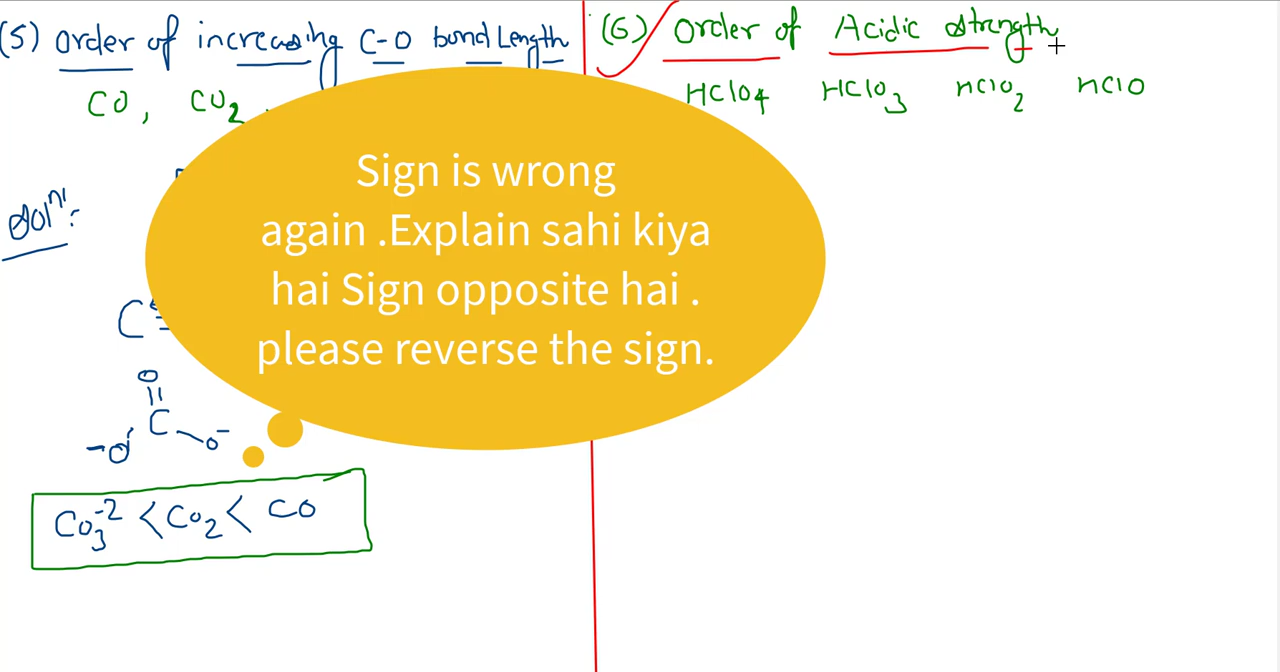 (5) Order of increasing C-O bond Length
CO, CO2
Sol^n:
C
O
C
-O O-
CO3^-2 < CO2 < CO
(6) Order of Acidic strength
HClO4 HClO3 HClO2 HClO
Sign is wrong
again .Explain sahi kiya
hai Sign opposite hai .
please reverse the sign.